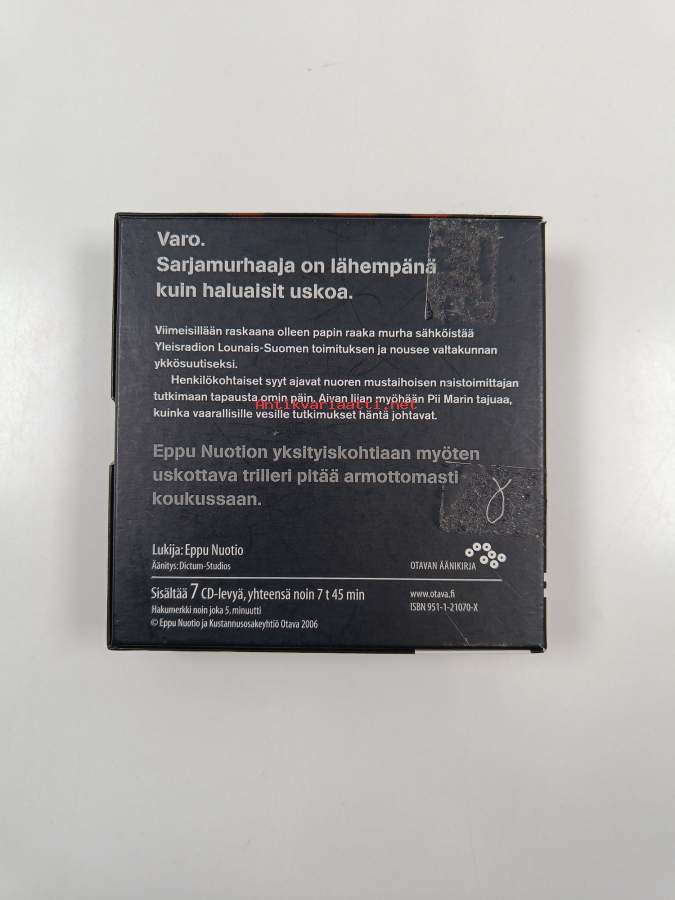 Varo.
Sarjamurhaaja on lähempänä
kuin haluaisit uskoa.
Viimeisillään raskaana olleen papin raaka murha sähköistää
Yleisradion Lounais-Suomen toimituksen ja nousee valtakunnan
ykkösuutiseksi.
Henkilökohtaiset syyt ajavat nuoren mustaihoisen naistoimittajan
tutkimaan tapausta omin päin. Aivan liian myöhään Pii Marin tajuaa,
Antikvariaatti.net
kuinka vaarallisille vesille tutkimukset häntä johtavat.
Eppu Nuotion yksityiskohtiaan myöten
uskottava trilleri pitää armottomasti
koukussaan.
Lukija: Eppu Nuotio
Äänitys: Dictum-Studios
OTAVAN ÄÄNIKIRJA
Sisältää 7 CD-levyä, yhteensä noin 7 t 45 min
Hakumerkki noin joka 5. minuutti
© Eppu Nuotio ja Kustannusosakeyhtiö Otava 2006
www.otava.fi
ISBN 951-1-21070-X